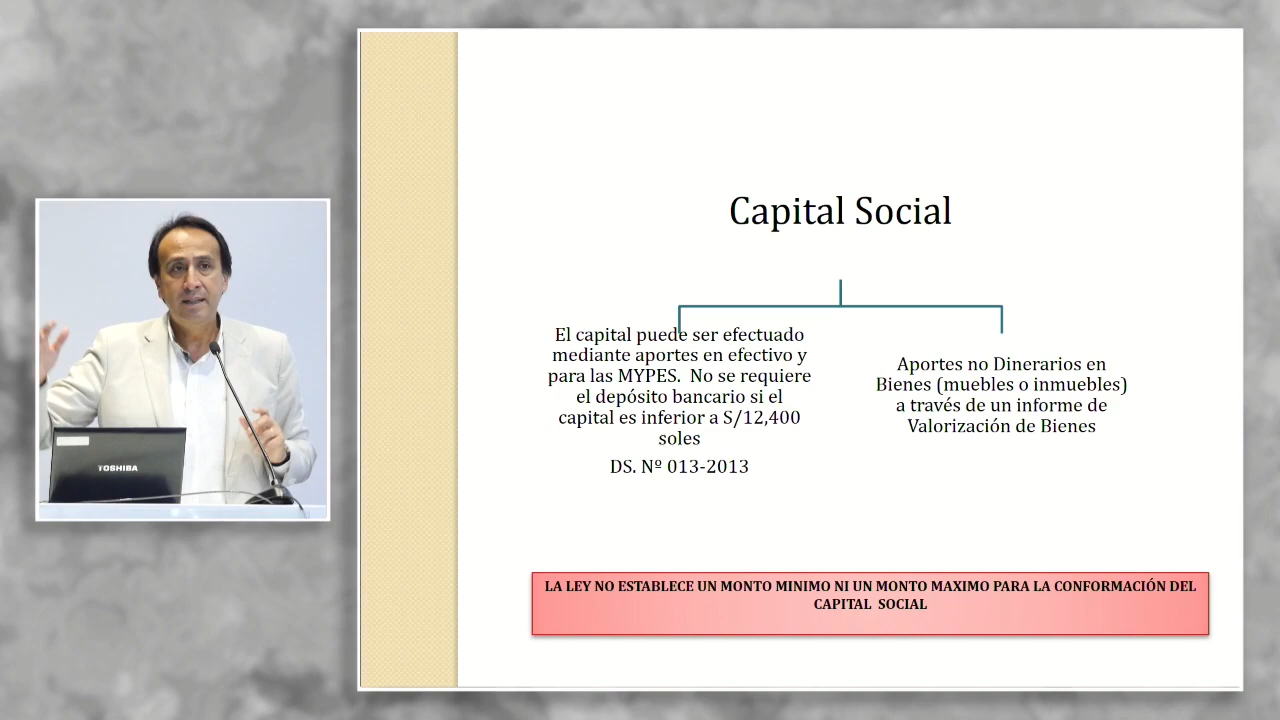 Capital Social
El capital puede ser efectuado
mediante aportes en efectivo y
para las MYPES. No se requiere
el depósito bancario si el
capital es inferior a S/12,400
soles
DS. Nº 013-2013
Aportes no Dinerarios en
Bienes (muebles o inmuebles)
a través de un informe de
Valorización de Bienes
LA LEY NO ESTABLECE UN MONTO MINIMO NI UN MONTO MAXIMO PARA LA CONFORMACIÓN DEL
CAPITAL SOCIAL
TOSHIBA